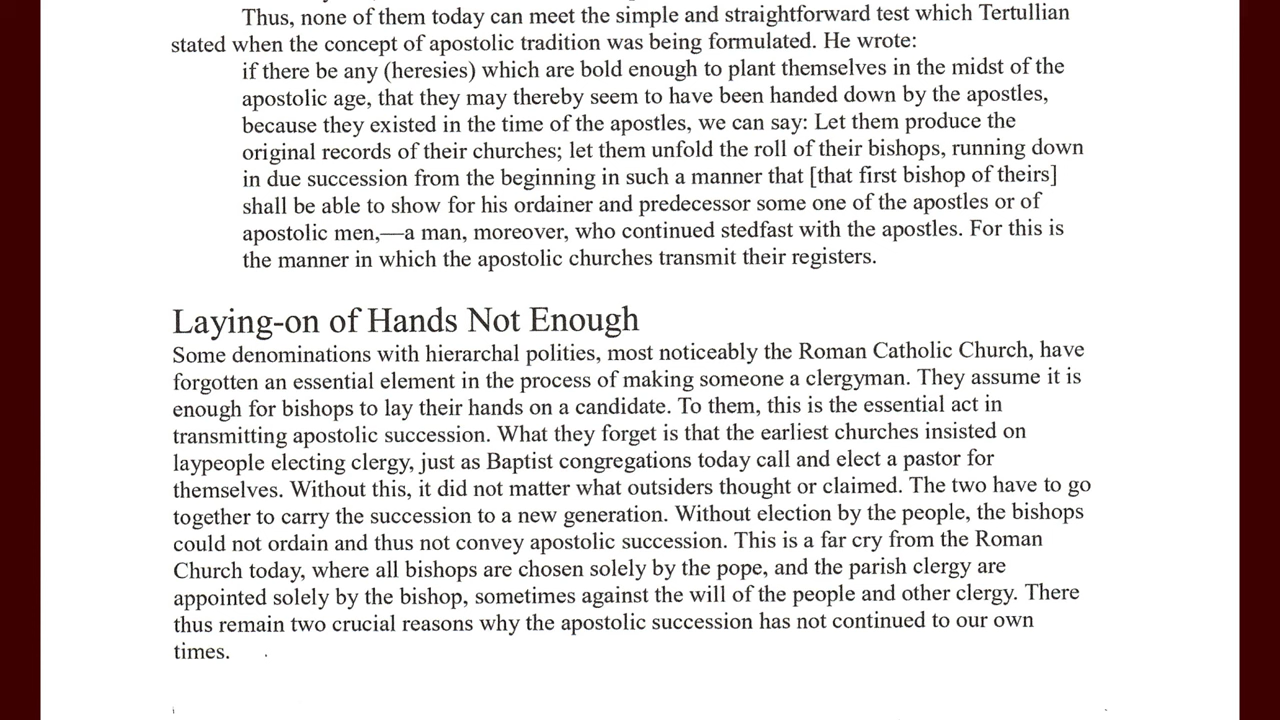 Thus, none of them today can meet the simple and straightforward test which Tertullian
stated when the concept of apostolic tradition was being formulated. He wrote:
if there be any (heresies) which are bold enough to plant themselves in the midst of the
apostolic age, that they may thereby seem to have been handed down by the apostles,
because they existed in the time of the apostles, we can say: Let them produce the
original records of their churches; let them unfold the roll of their bishops, running down
in due succession from the beginning in such a manner that [that first bishop of theirs]
shall be able to show for his ordainer and predecessor some one of the apostles or of
apostolic men,—a man, moreover, who continued stedfast with the apostles. For this is
the manner in which the apostolic churches transmit their registers.
Laying-on of Hands Not Enough
Some denominations with hierarchal polities, most noticeably the Roman Catholic Church, have
forgotten an essential element in the process of making someone a clergyman. They assume it is
enough for bishops to lay their hands on a candidate. To them, this is the essential act in
transmitting apostolic succession. What they forget is that the earliest churches insisted on
laypeople electing clergy, just as Baptist congregations today call and elect a pastor for
themselves. Without this, it did not matter what outsiders thought or claimed. The two have to go
together to carry the succession to a new generation. Without election by the people, the bishops
could not ordain and thus not convey apostolic succession. This is a far cry from the Roman
Church today, where all bishops are chosen solely by the pope, and the parish clergy are
appointed solely by the bishop, sometimes against the will of the people and other clergy. There
thus remain two crucial reasons why the apostolic succession has not continued to our own
times.